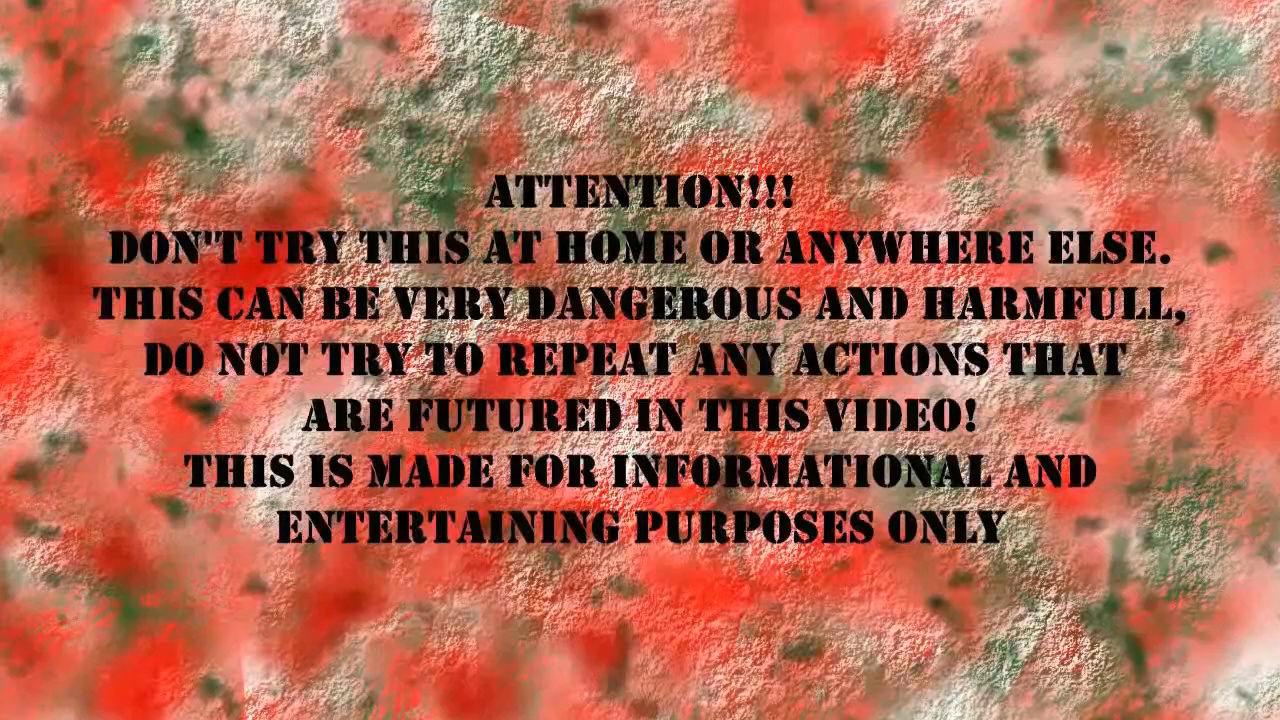 ATTENTION!!!
DON'T TRY THIS AT HOME OR ANYWHERE ELSE.
THIS CAN BE VERY DANGEROUS AND HARMFULL,
DO NOT TRY TO REPEAT ANY ACTIONS THAT
ARE FUTURED IN THIS VIDEO!
THIS IS MADE FOR INFORMATIONAL AND
ENTERTAINING PURPOSES ONLY